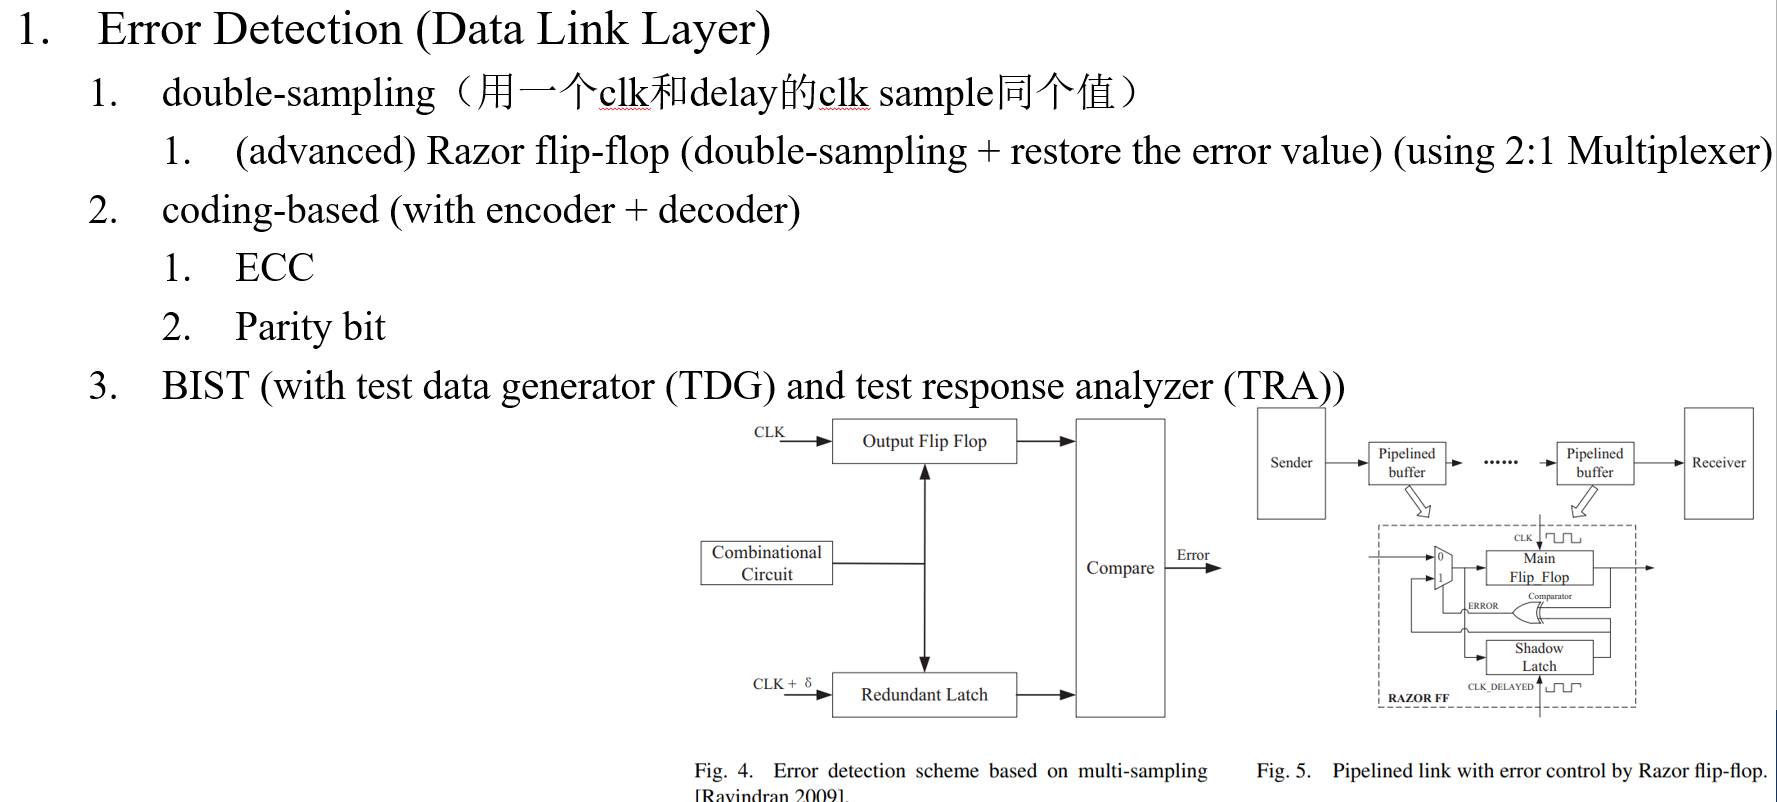 1. Error Detection (Data Link Layer)
1. double-sampling（用一个clk和delay的clk sample同个值）
1. (advanced) Razor flip-flop (double-sampling + restore the error value) (using 2:1 Multiplexer)
2. coding-based (with encoder + decoder)
1. ECC
2. Parity bit
3. BIST (with test data generator (TDG) and test response analyzer (TRA))
CLK
Output Flip Flop
Combinational
Circuit
Compare
Error
CLK + δ
Redundant Latch
Fig. 4. Error detection scheme based on multi-sampling
[Ravindran 2009].
Sender
Pipelined
buffer
......
Pipelined
buffer
Receiver
CLK
0
1
Main
Flip_Flop
Comparator
ERROR
Shadow
Latch
CLK_DELAYED
RAZOR FF
Fig. 5. Pipelined link with error control by Razor flip-flop.